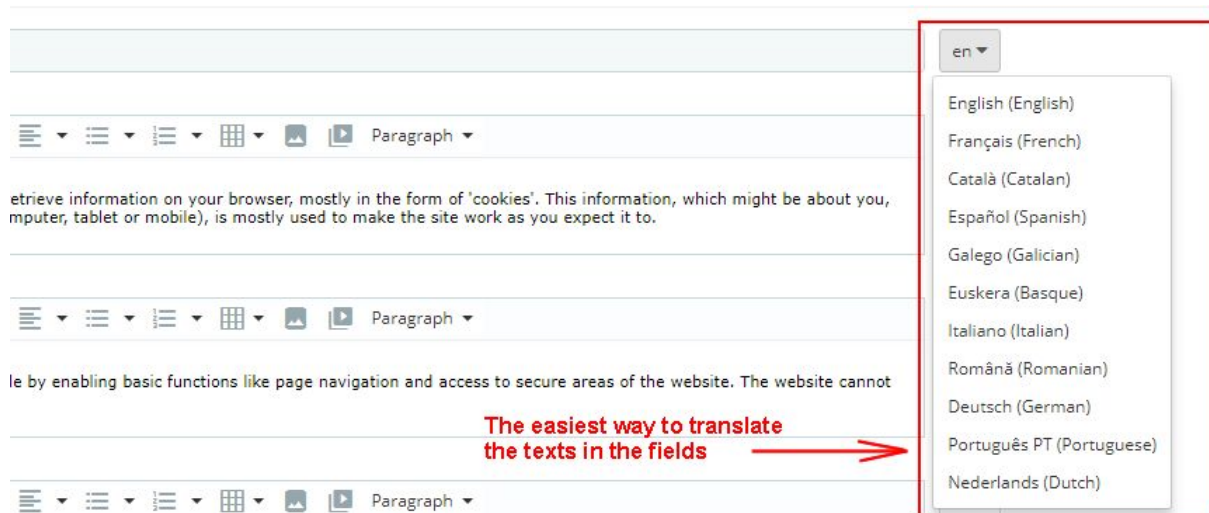 en
English (English)
Français (French)
Català (Catalan)
Español (Spanish)
Galego (Galician)
Euskera (Basque)
Italiano (Italian)
Română (Romanian)
Deutsch (German)
Português PT (Portuguese)
Nederlands (Dutch)
Paragraph
etrieve information on your browser, mostly in the form of 'cookies'. This information, which might be about you,
mputer, tablet or mobile), is mostly used to make the site work as you expect it to.
Paragraph
le by enabling basic functions like page navigation and access to secure areas of the website. The website cannot
The easiest way to translate
the texts in the fields
Paragraph